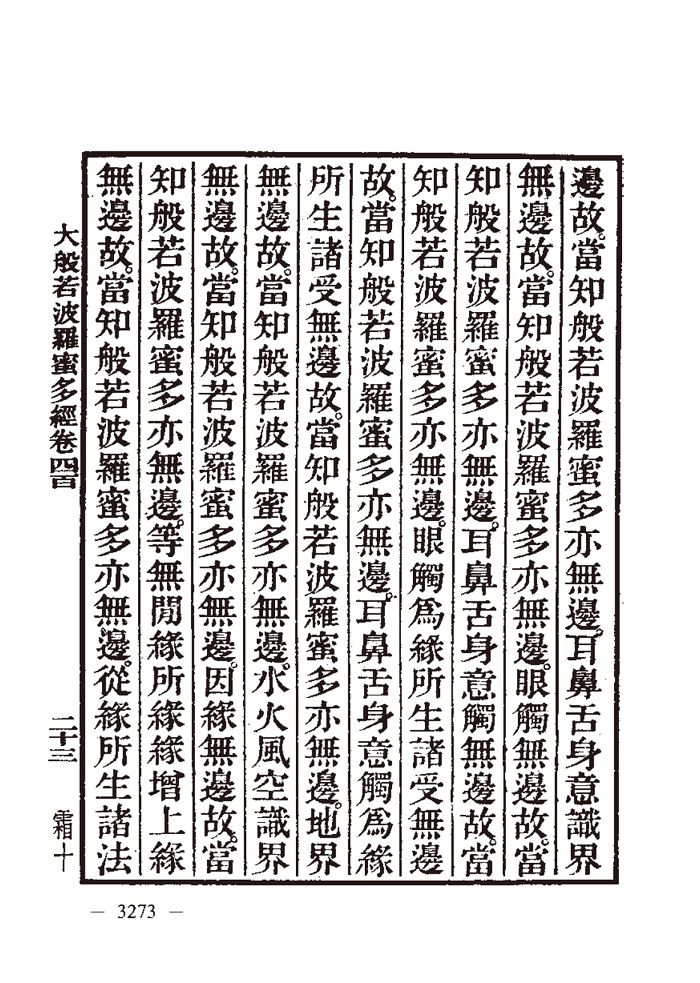 邊故。當知般若波羅蜜多亦無邊。耳鼻舌身意識界
無邊故。當知般若波羅蜜多亦無邊。眼觸無邊故。當
知般若波羅蜜多亦無邊。耳鼻舌身意觸無邊故。當
知般若波羅蜜多亦無邊。眼觸爲緣所生諸受無邊
故。當知般若波羅蜜多亦無邊。耳鼻舌身意觸爲緣
所生諸受無邊故。當知般若波羅蜜多亦無邊。地界
無邊故。當知般若波羅蜜多亦無邊。水火風空識界
無邊故。當知般若波羅蜜多亦無邊。因緣無邊故。當
知般若波羅蜜多亦無邊。等無閒緣所緣緣增上緣
無邊故。當知般若波羅蜜多亦無邊。從緣所生諸法
大般若波羅蜜多經卷四百
二十三
霜十
— 3273 —